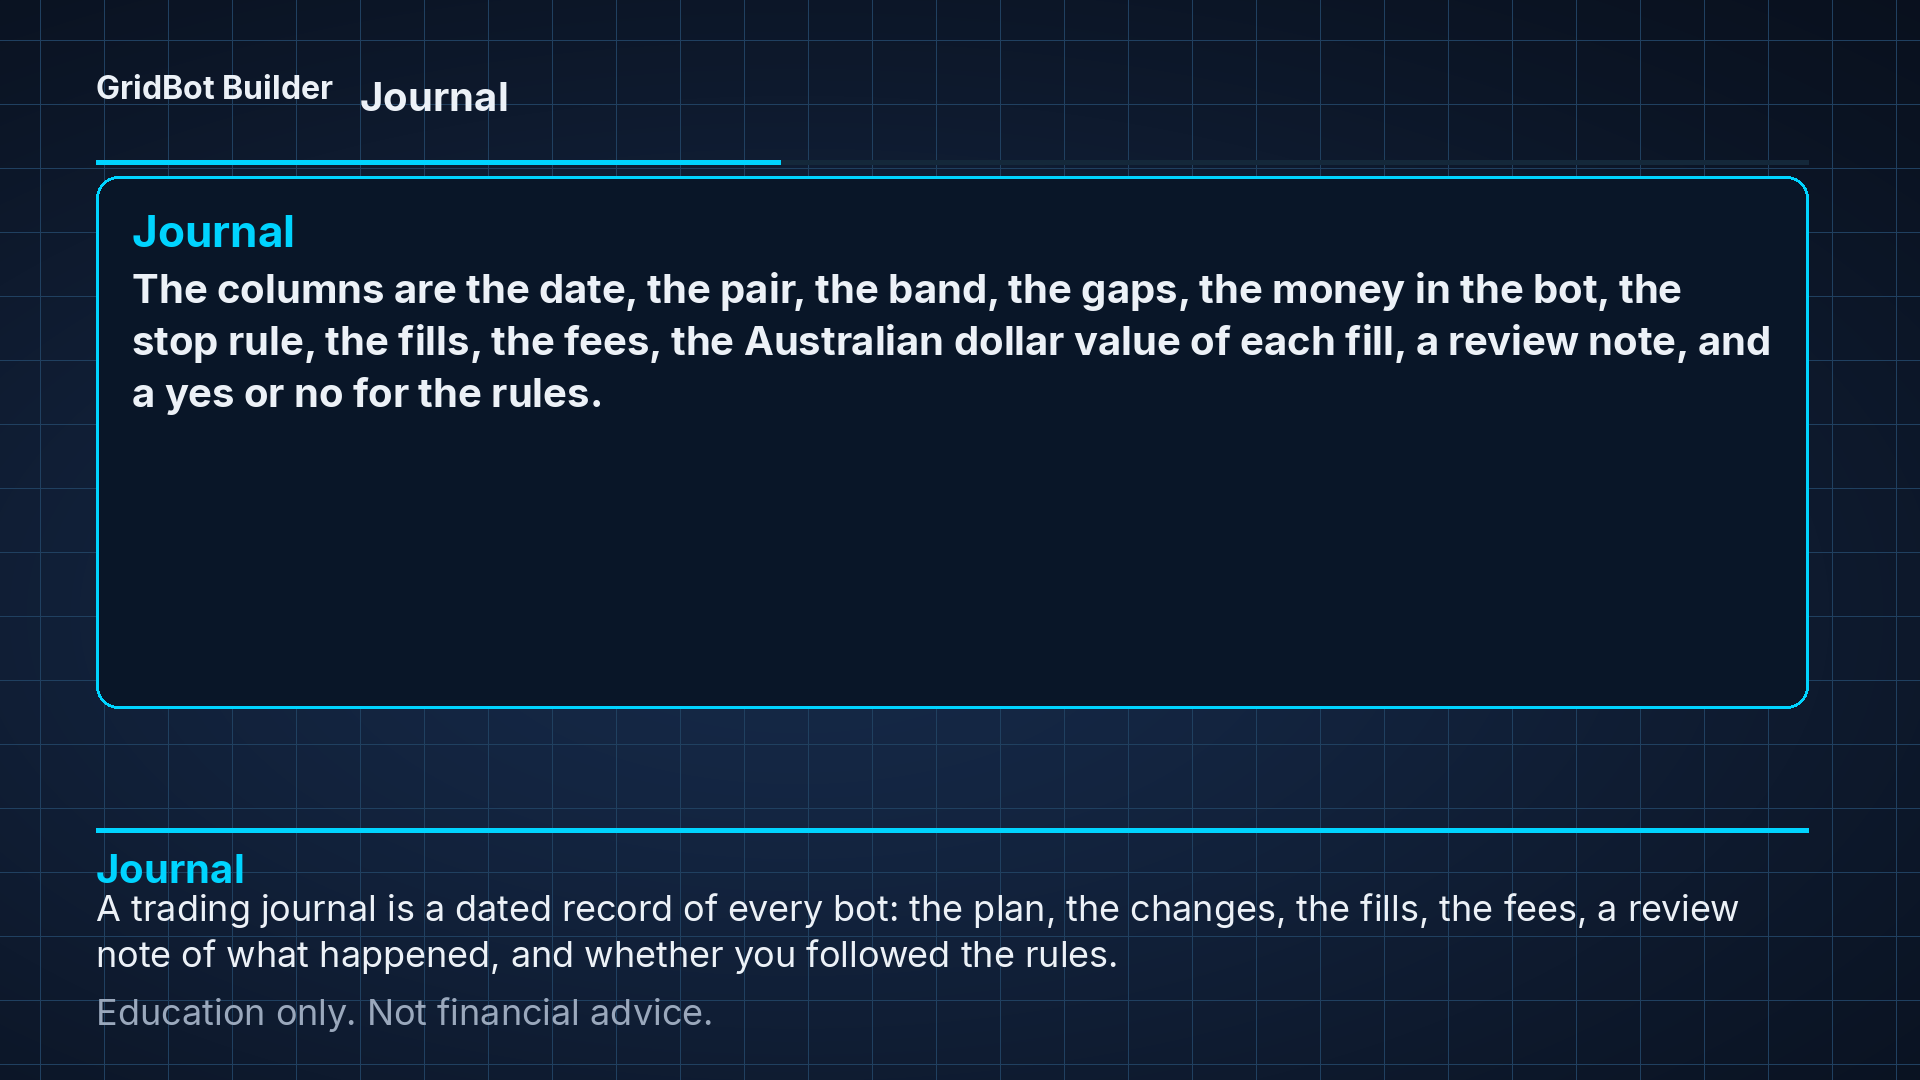 GridBot Builder Journal
Journal
The columns are the date, the pair, the band, the gaps, the money in the bot, the
stop rule, the fills, the fees, the Australian dollar value of each fill, a review note, and
a yes or no for the rules.
Journal
A trading journal is a dated record of every bot: the plan, the changes, the fills, the fees, a review
note of what happened, and whether you followed the rules.
Education only. Not financial advice.